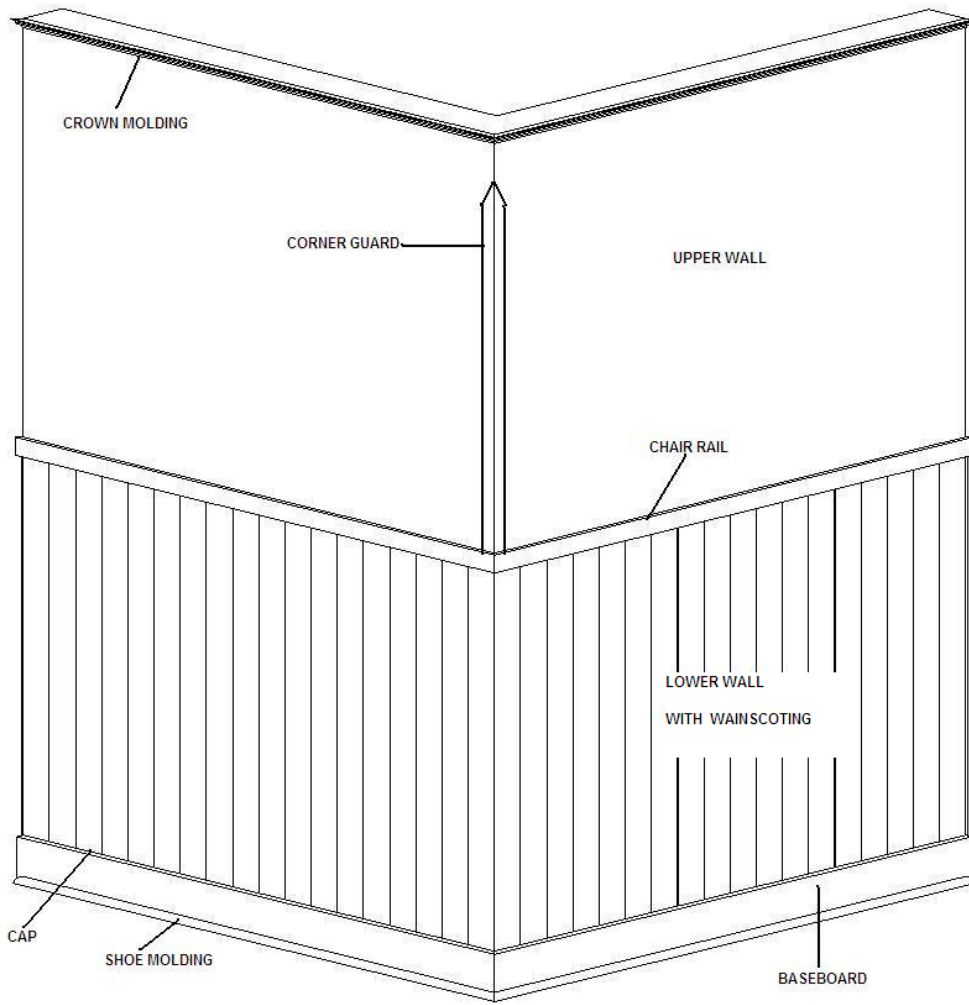 CROWN MOLDING
CORNER GUARD
UPPER WALL
CHAIR RAIL
LOWER WALL
WITH WAINSCOTING
CAP
SHOE MOLDING
BASEBOARD